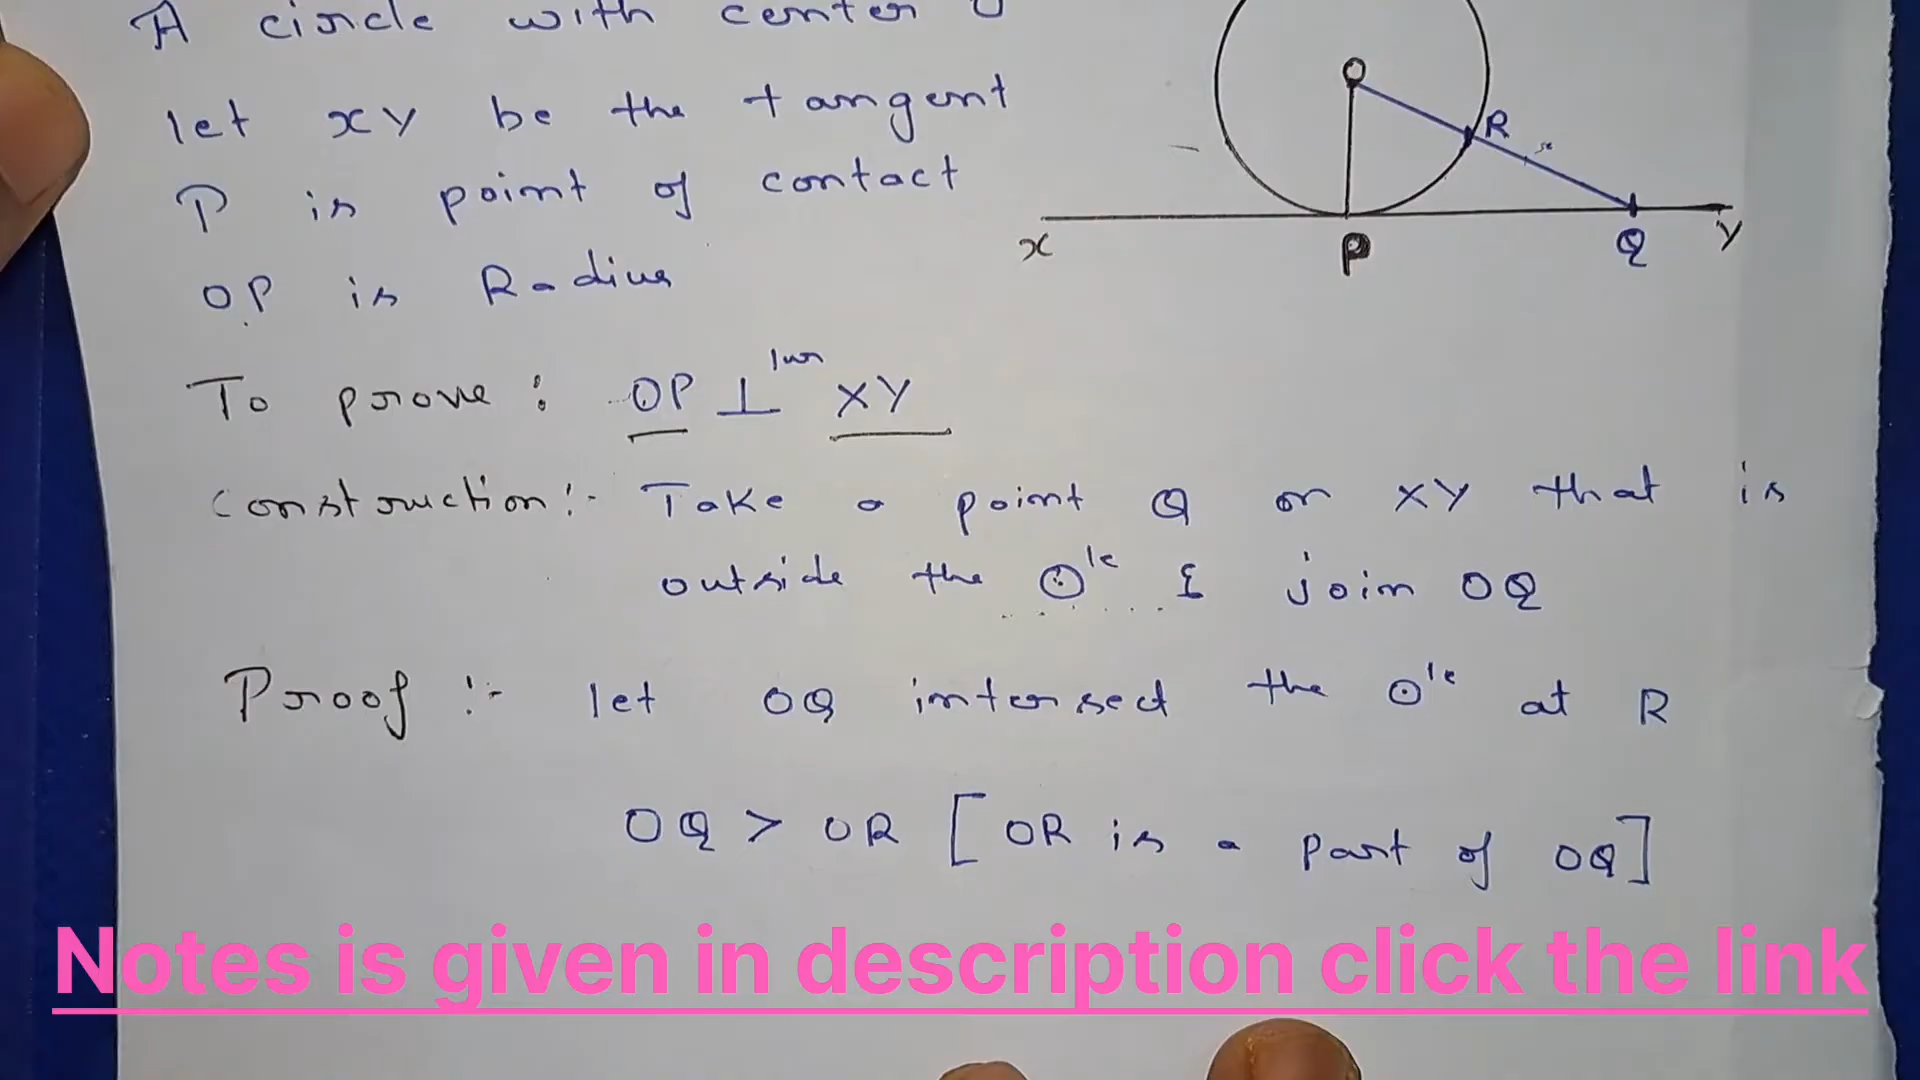 A circle with center O
let XY be the tangent
P is point of contact
OP is Radius
To prove : OP ⊥ lar XY
Construction :- Take a point Q on XY that is
outside the ⊙le & join OQ
Proof :- let OQ intersect the ⊙le at R
OQ > OR [OR is a part of OQ]
O
R
x
P
Q
Y
Notes is given in description click the link